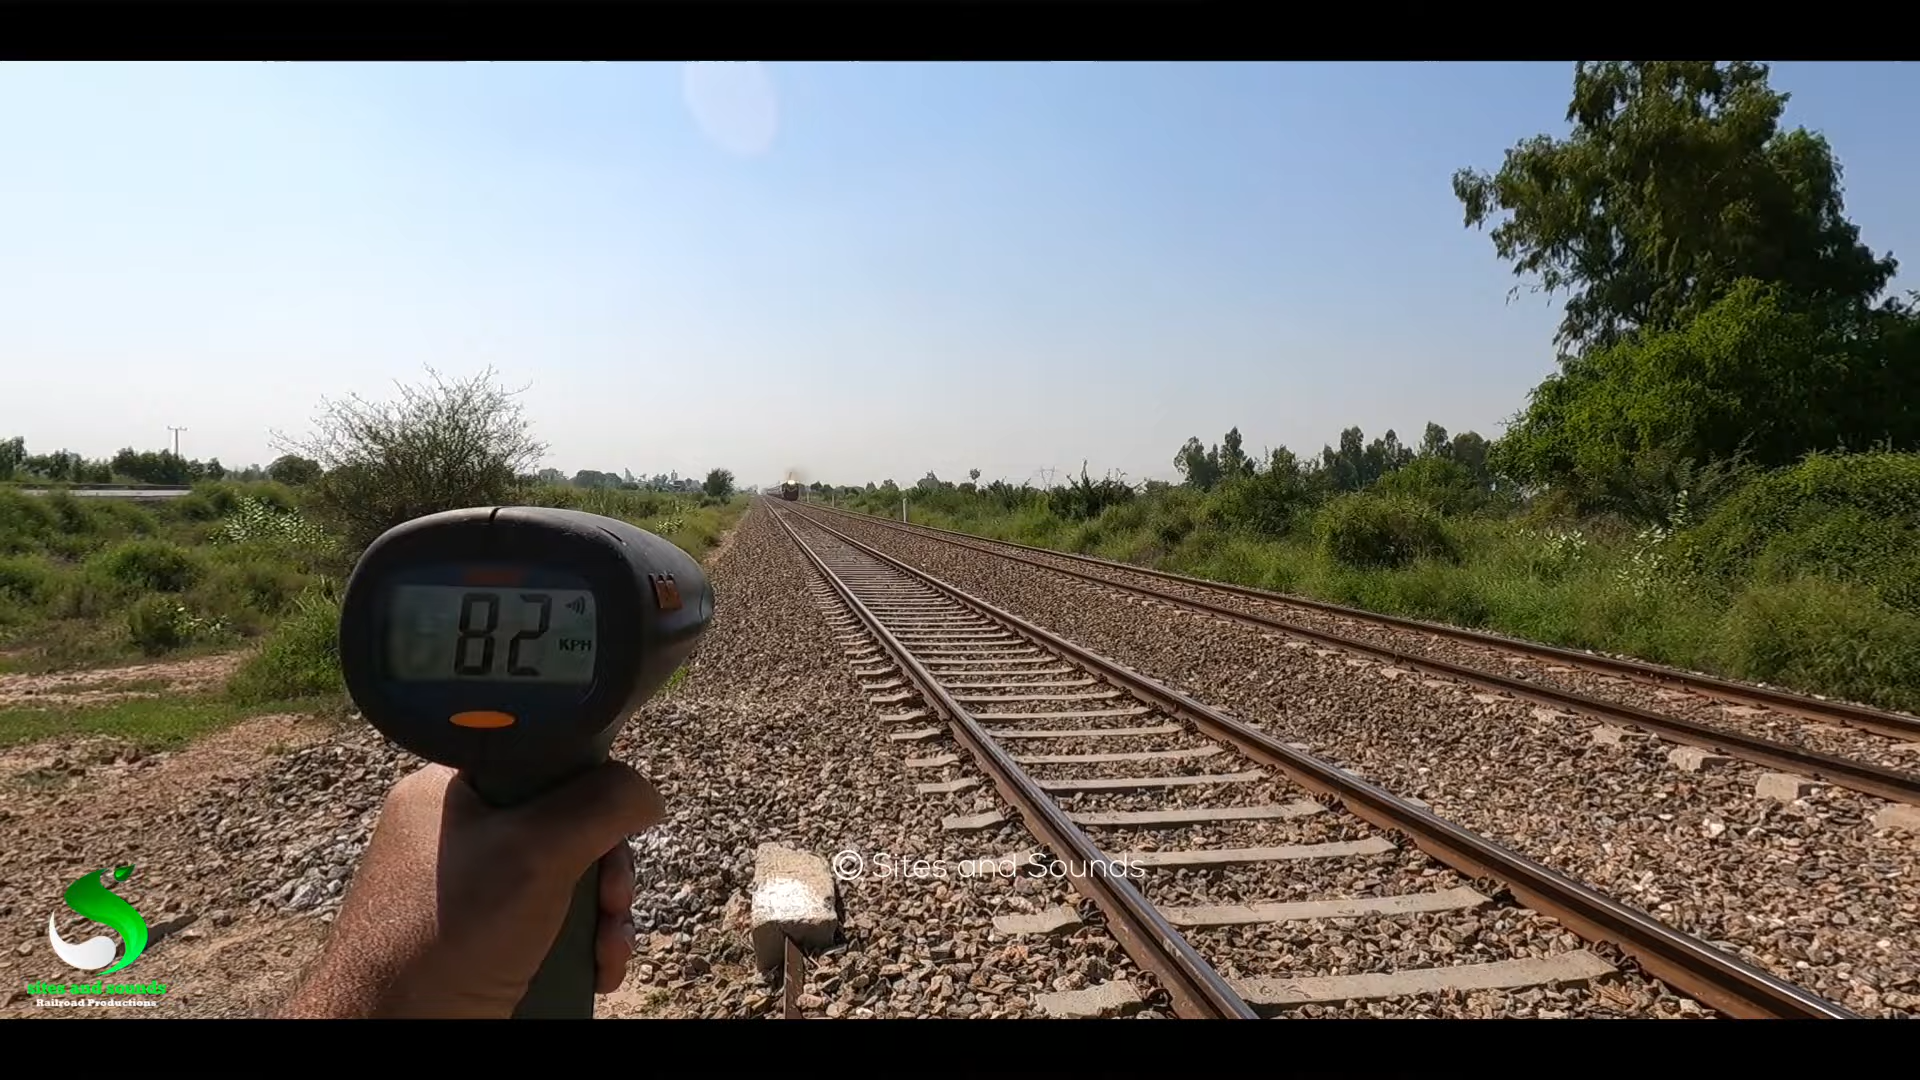 82
KPH
© Sites and Sounds
sites and sounds
Railroad Productions